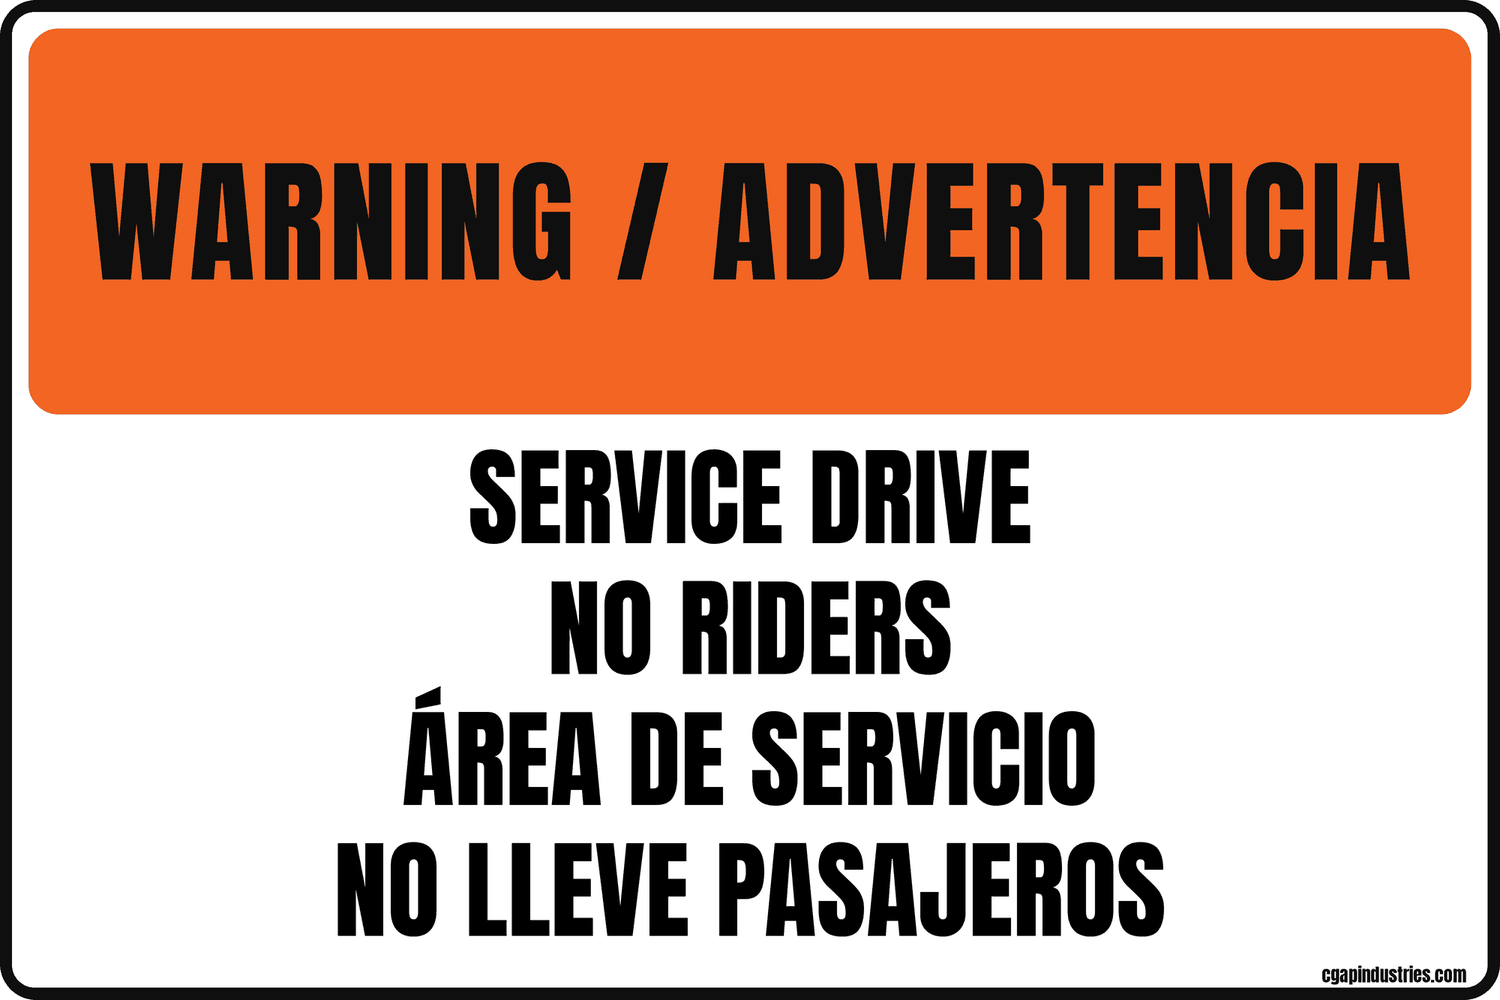 WARNING / ADVERTENCIA
SERVICE DRIVE
NO RIDERS
ÁREA DE SERVICIO
NO LLEVE PASAJEROS
cgapindustries.com